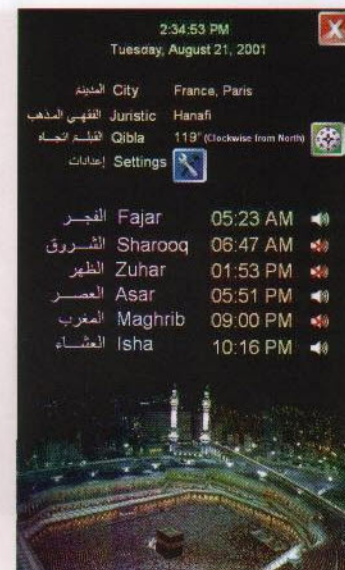 2:34:53 PM
Tuesday, August 21, 2001
المدينة City France, Paris
الفقهي المذهب Juristic Hanafi
القبلة اتجاه Qibla 119° (Clockwise from North)
إعدادات Settings
الفجر Fajar 05:23 AM
الشروق Sharooq 06:47 AM
الظهر Zuhar 01:53 PM
العصر Asar 05:51 PM
المغرب Maghrib 09:00 PM
العشاء Isha 10:16 PM